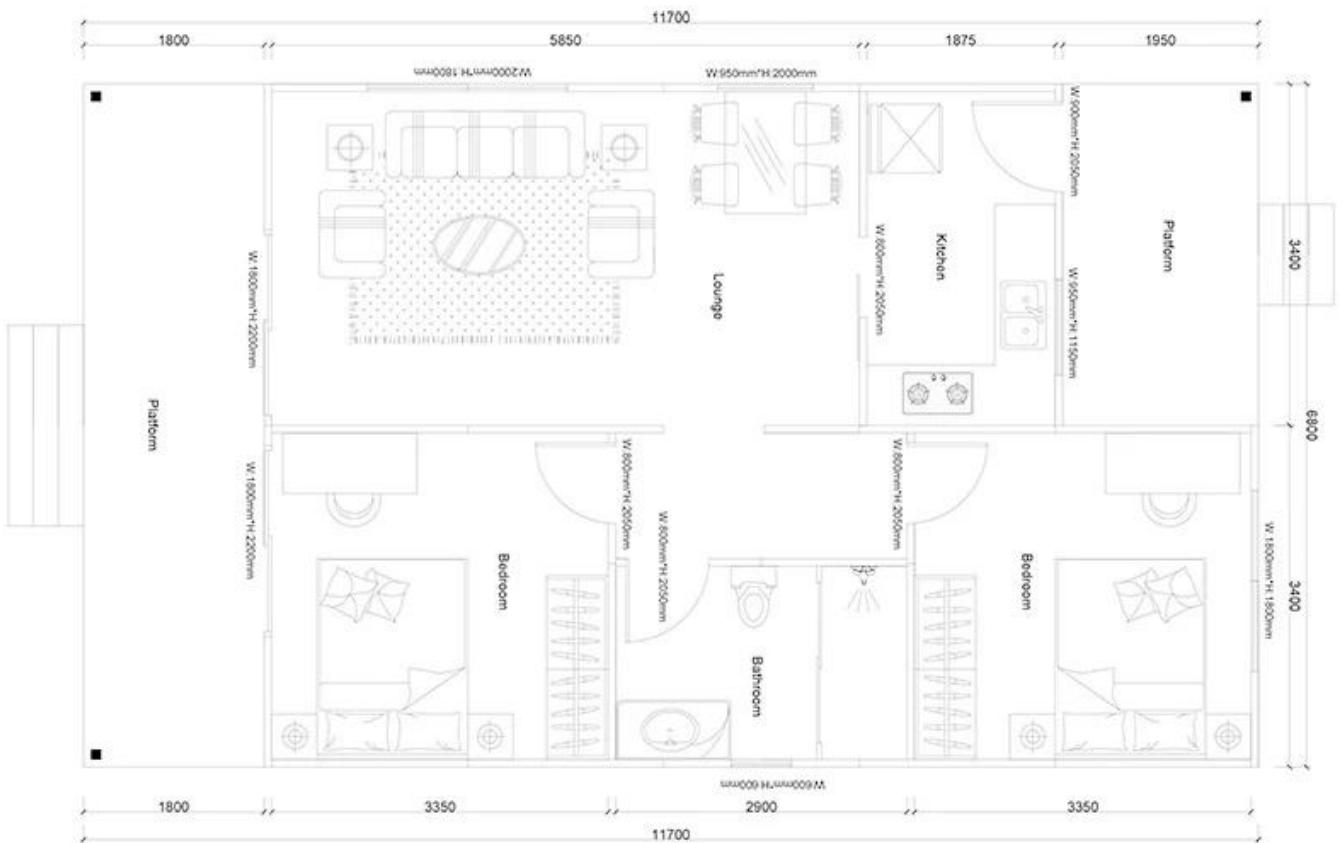 11700
1800
5850
1875
1950
W:2000mm*H:1800mm
W:950mm*H:2000mm
W:900mm*H:2050mm
W:1800mm*H:2200mm
W:800mm*H:2050mm
Kitchen
Platform
3400
Lounge
W:950mm*H:1150mm
Platform
6800
W:1800mm*H:2200mm
W:800mm*H:2050mm
W:800mm*H:2050mm
W:800mm*H:2050mm
W:1800mm*H:1800mm
Bedroom
Bedroom
3400
Bathroom
W:600mm*H:600mm
1800
3350
2900
3350
11700